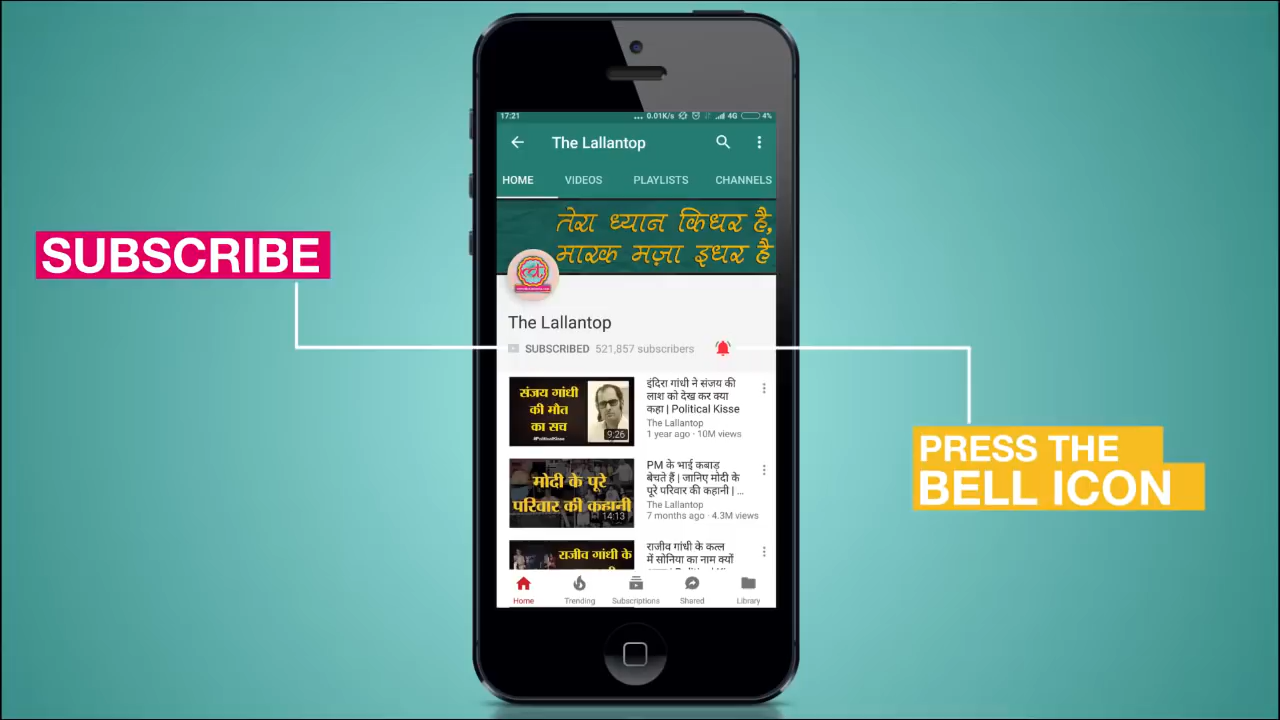 17:21 ... 0.01K/s 4G 4%
The Lallantop
HOME VIDEOS PLAYLISTS CHANNELS
तेरा ध्यान किधर है,
मारक मज़ा इधर है
SUBSCRIBE
The Lallantop
SUBSCRIBED 521,857 subscribers
संजय गांधी
की मौत
का सच
#PoliticalKisse
9:26
इंदिरा गांधी ने संजय की
लाश को देख कर क्या
कहा | Political Kisse
The Lallantop
1 year ago · 10M views
PRESS THE
BELL ICON
मोदी के पूरे
परिवार की कहानी
14:13
PM के भाई कबाड़
बेचते हैं | जानिए मोदी के
पूरे परिवार की कहानी | ...
The Lallantop
7 months ago · 4.3M views
राजीव गांधी के
राजीव गांधी के कत्ल
में सोनिया का नाम क्यों
Home Trending Subscriptions Shared Library